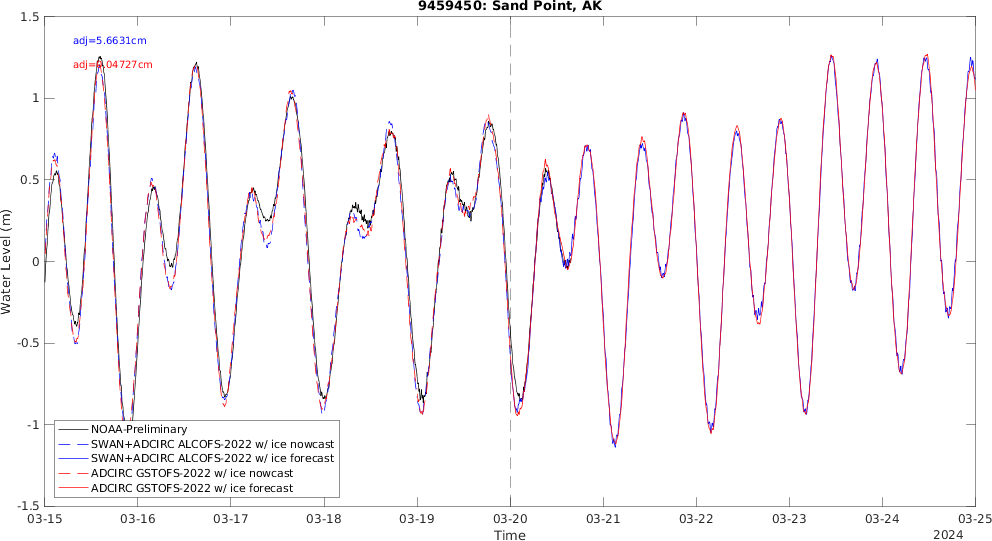 9459450: Sand Point, AK
adj=5.6631cm
04727cm
Water Level (m)
1.5
1
0.5
0
-0.5
-1
-1.5
NOAA-Preliminary
SWAN+ADCIRC ALCOFS-2022 w/ ice nowcast
SWAN+ADCIRC ALCOFS-2022 w/ ice forecast
ADCIRC GSTOFS-2022 w/ ice nowcast
ADCIRC GSTOFS-2022 w/ ice forecast
03-15 03-16 03-17 03-18 03-19 03-20 03-21 03-22 03-23 03-24 03-25
Time
2024